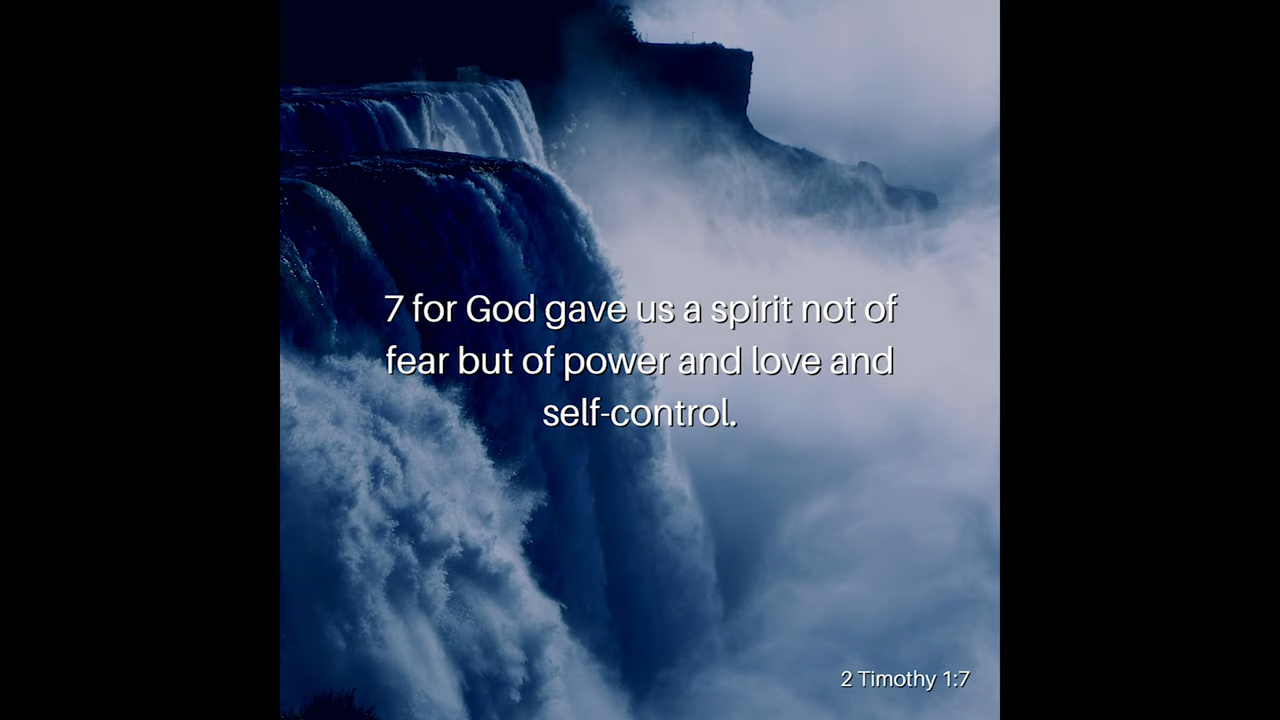 7 for God gave us a spirit not of
fear but of power and love and
self-control.
2 Timothy 1:7